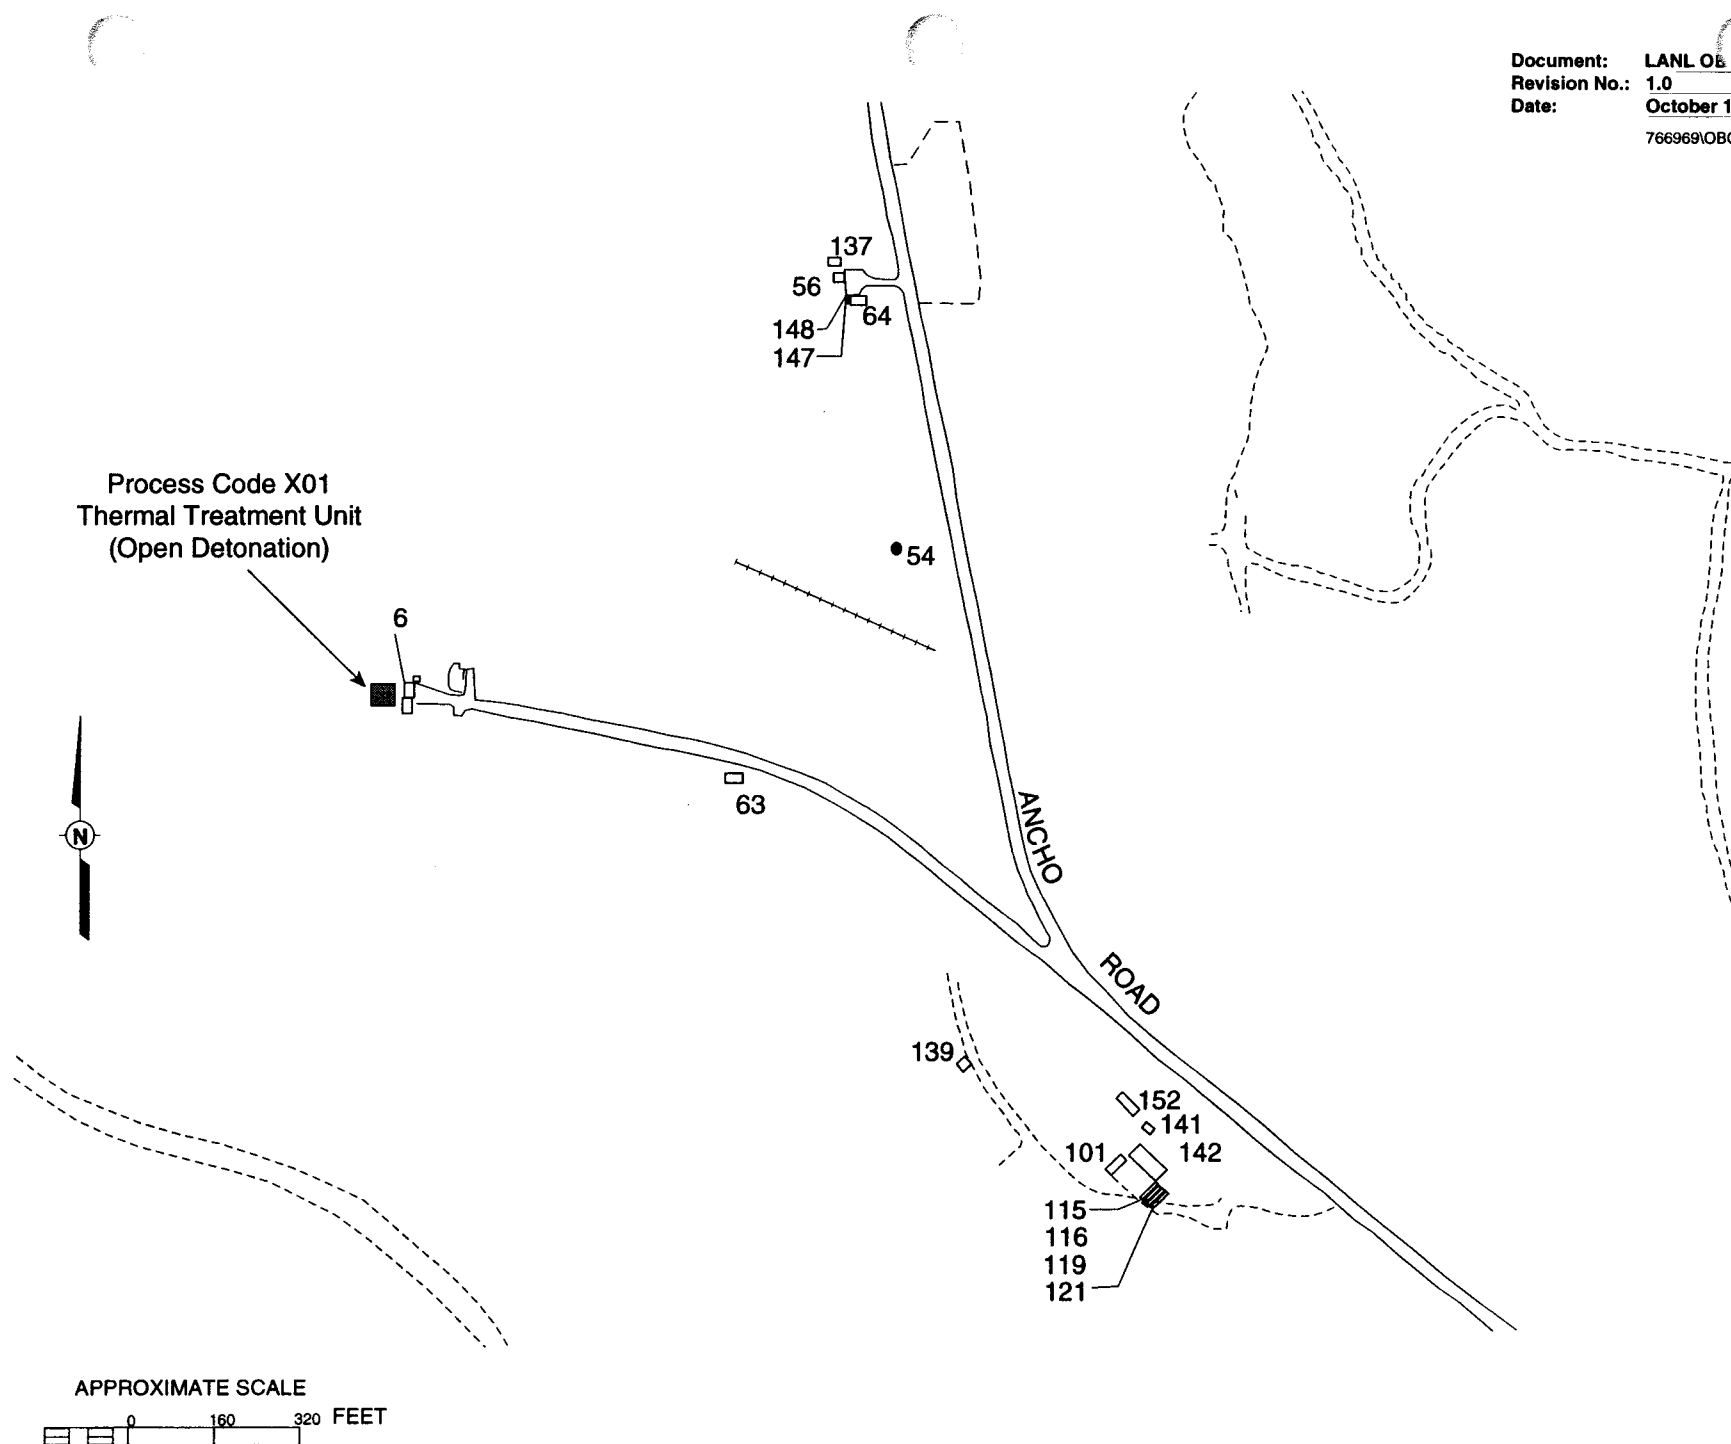 Document: LANL OB
Revision No.: 1.0
Date: October 1
766969\OBO
137
56
64
148
147
Process Code X01
Thermal Treatment Unit
(Open Detonation)
54
6
63
N
ANCHO
ROAD
139
152
141
142
101
115
116
119
121
APPROXIMATE SCALE
0 160 320 FEET